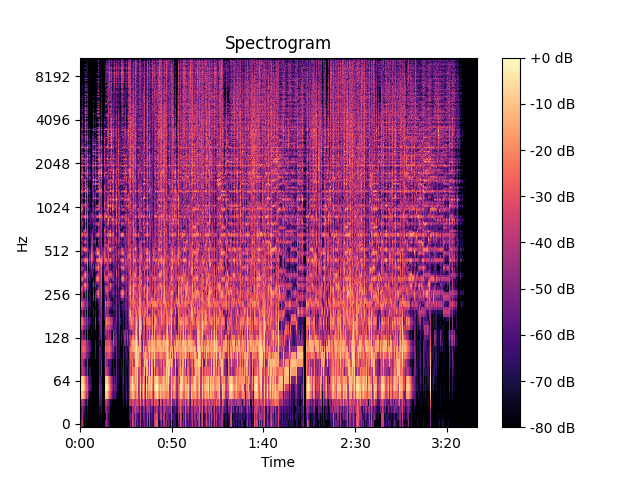 Spectrogram
Hz
8192
4096
2048
1024
512
256
128
64
0
0:00 0:50 1:40 2:30 3:20
Time
+0 dB
-10 dB
-20 dB
-30 dB
-40 dB
-50 dB
-60 dB
-70 dB
-80 dB